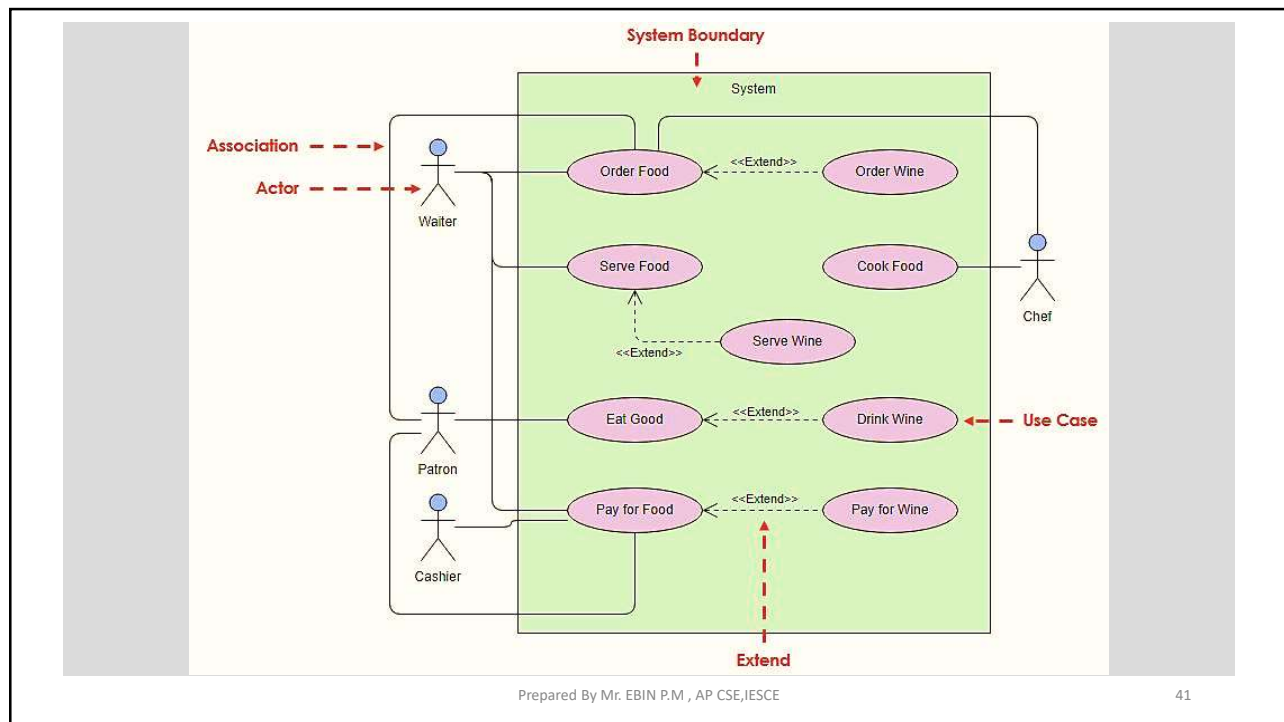 System Boundary
System
Association
Actor
Waiter
Order Food
<<Extend>>
Order Wine
Serve Food
Cook Food
Chef
<<Extend>>
Serve Wine
Patron
Eat Good
<<Extend>>
Drink Wine
Use Case
Cashier
Pay for Food
<<Extend>>
Pay for Wine
Extend
Prepared By Mr. EBIN P.M , AP CSE,IESCE
41